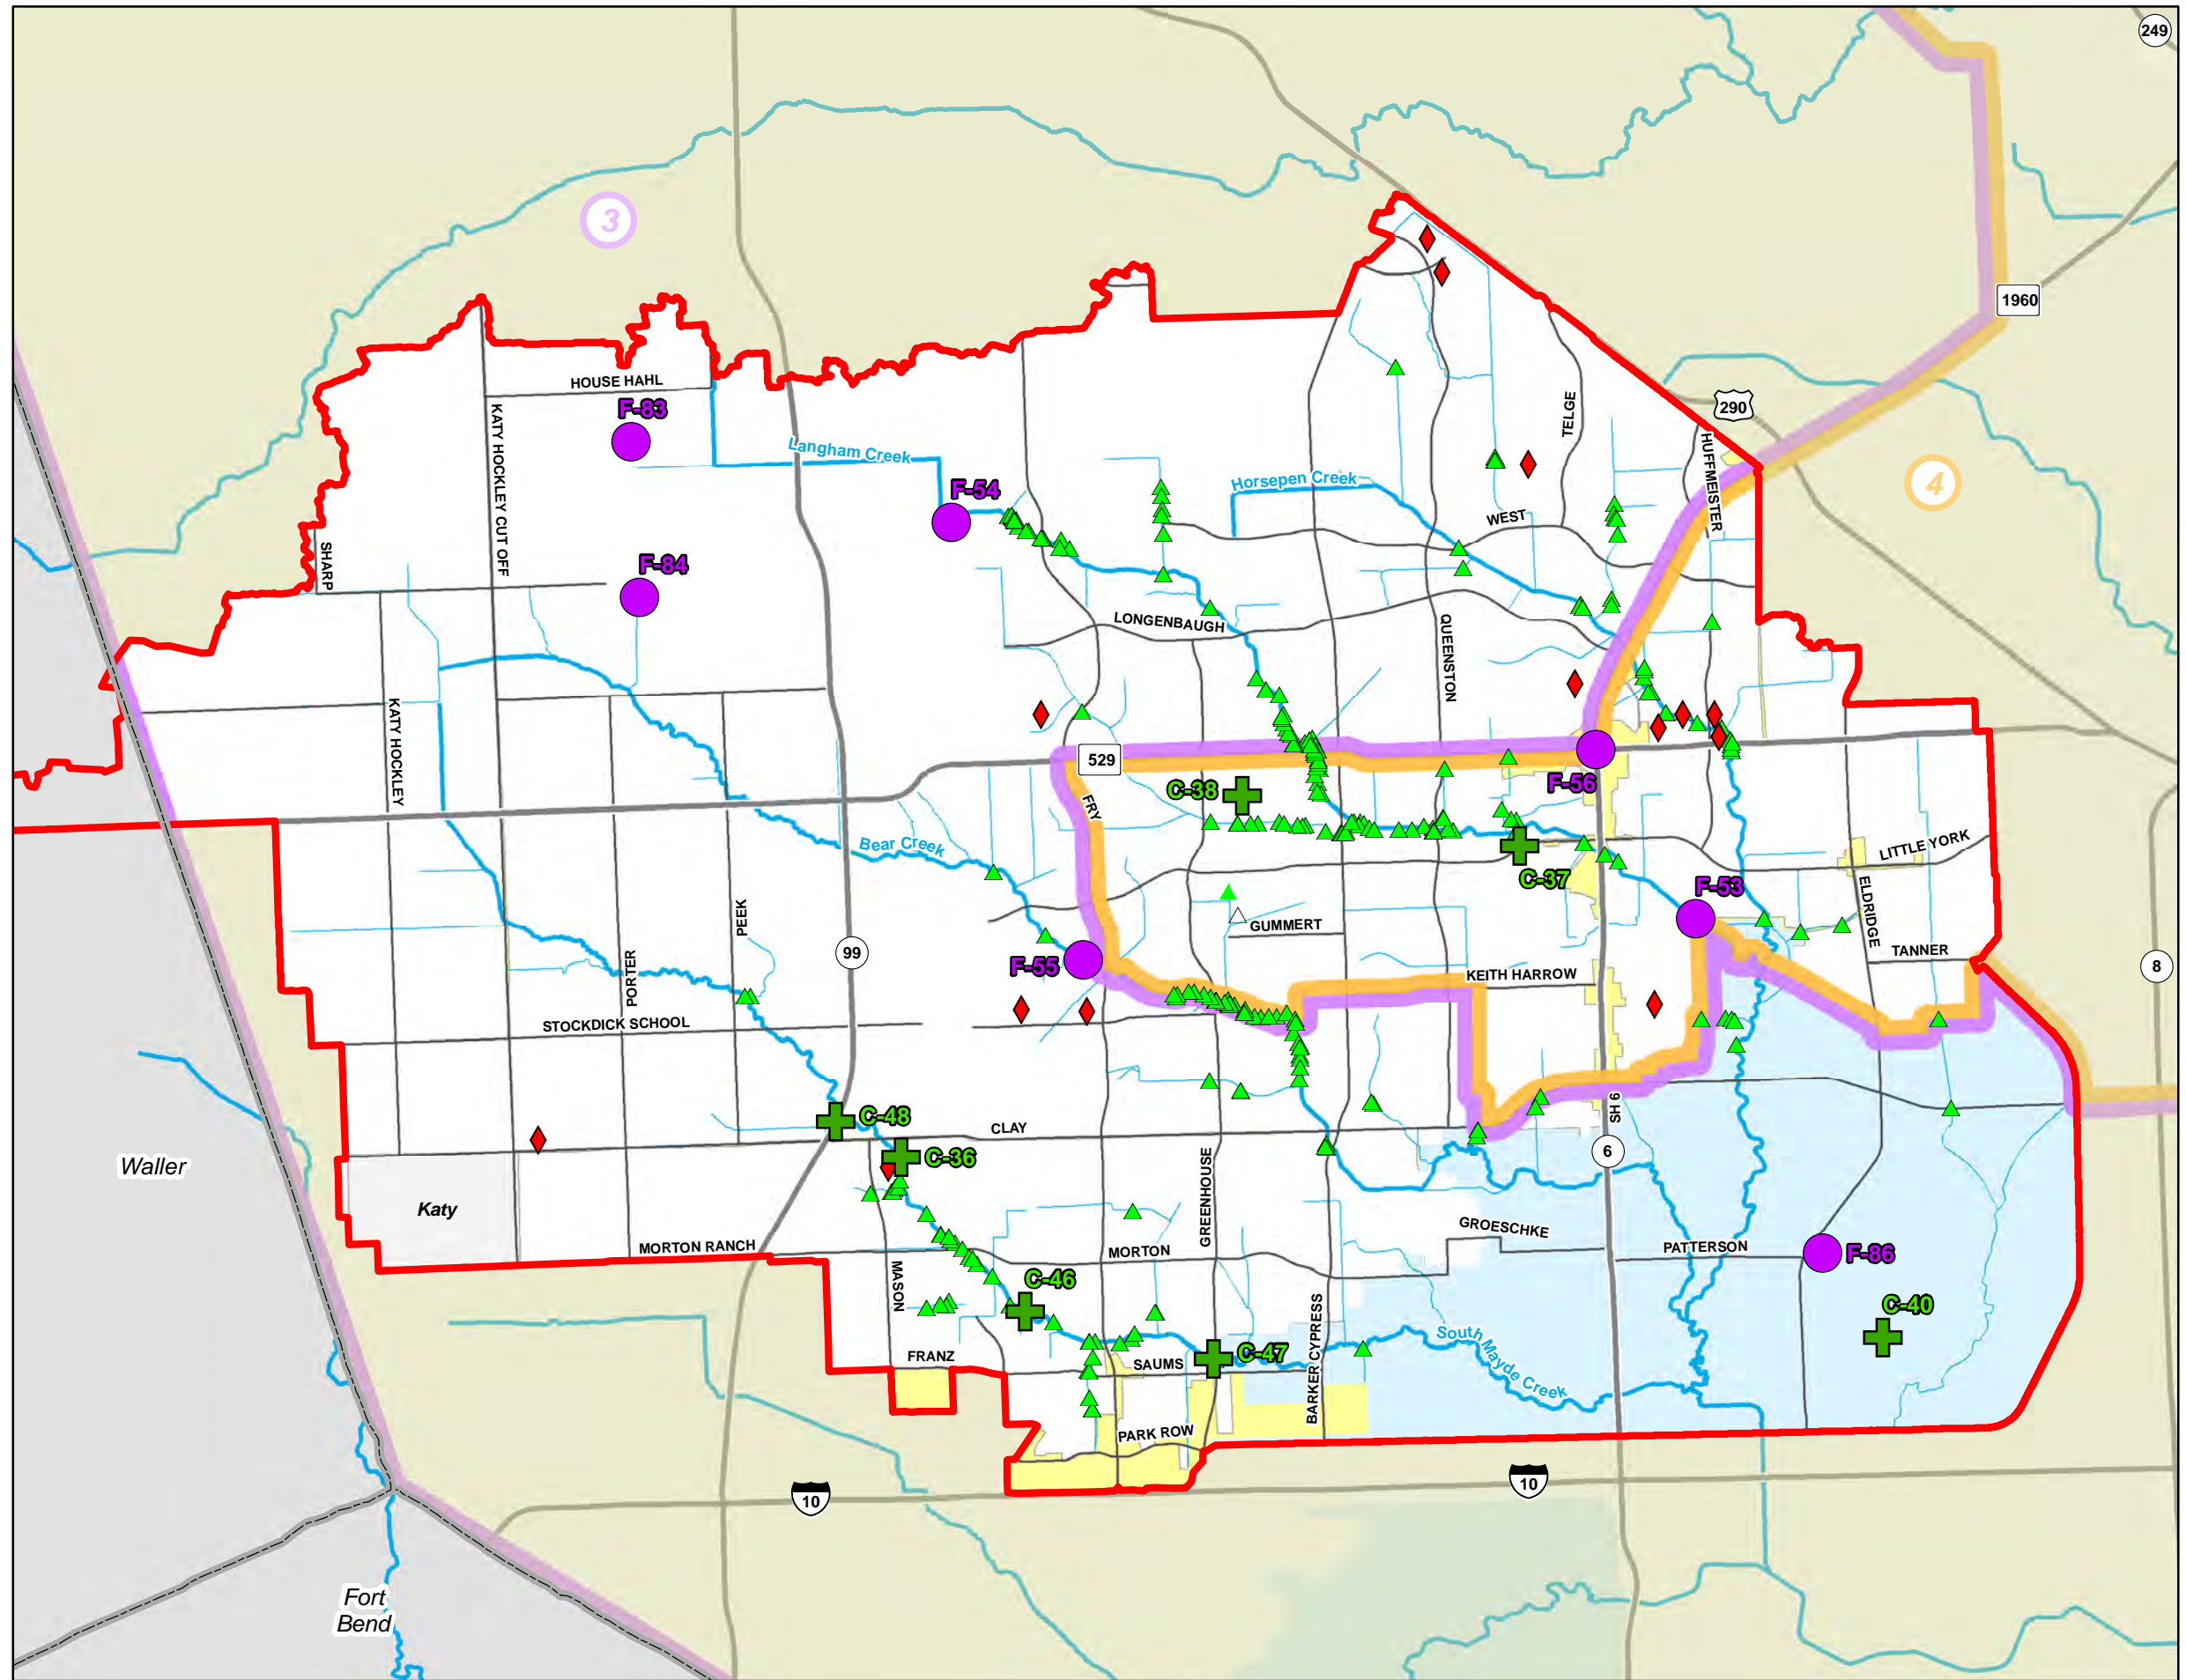 249
3
1960
HOUSE HAHL
290
F-83
KATY HOCKLEY CUT OFF
TELGE
HUFFMEISTER
Langham Creek
Horsepen Creek
4
F-54
WEST
SHARP
F-84
LONGENBAUGH
QUEENSTON
KATY HOCKLEY
529
F-56
C-38
FRY
Bear Creek
LITTLE YORK
C-37
F-53
ELDRIDGE
PEEK
GUMMERT
99
TANNER
F-55
8
KEITH HARROW
PORTER
STOCKDICK SCHOOL
SH 6
C-48
CLAY
6
C-36
Waller
GREENHOUSE
Katy
GROESCHKE
MORTON RANCH
MORTON
PATTERSON
F-86
MASON
C-46
C-40
BARKER CYPRESS
South Mayde Creek
C-47
FRANZ
SAUMS
PARK ROW
10
10
Fort
Bend